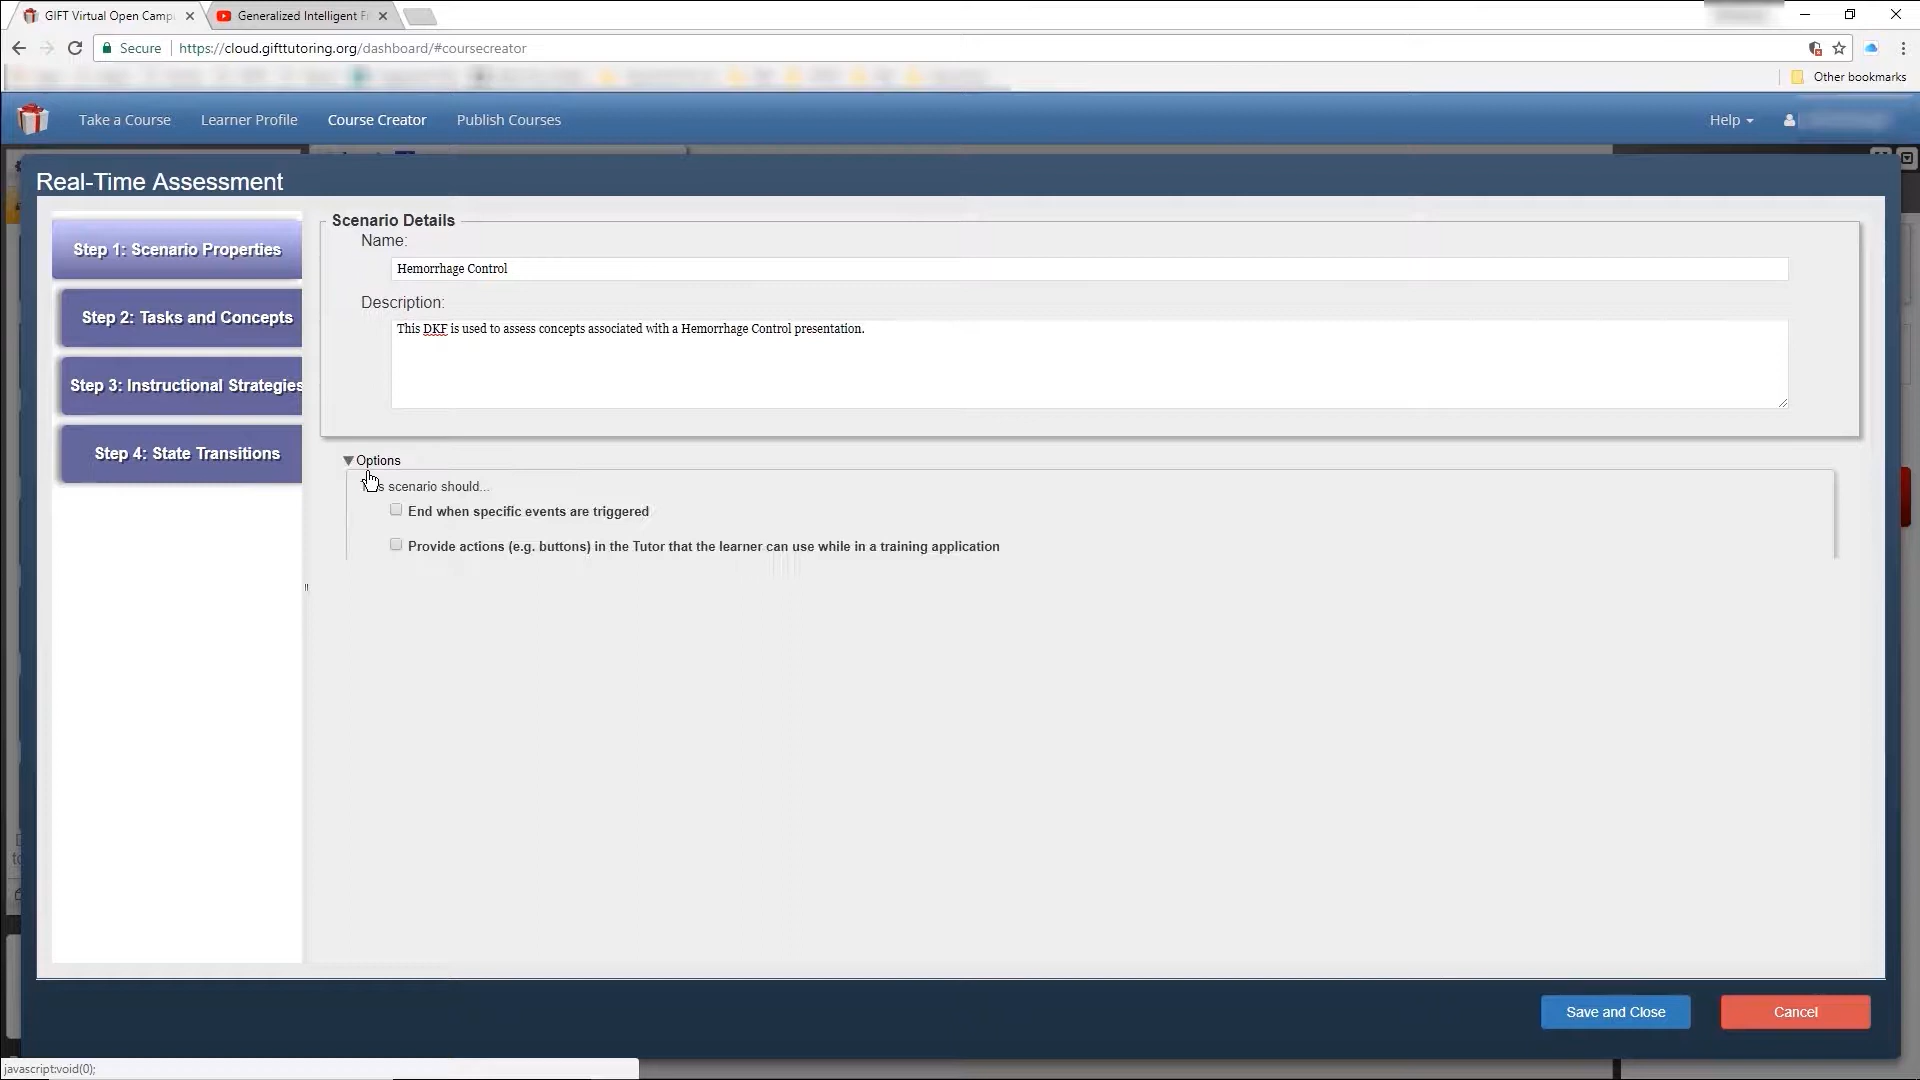 GIFT Virtual Open Camp
Generalized Intelligent F
Secure https://cloud.gifttutoring.org/dashboard/#coursecreator
Other bookmarks
Take a Course Learner Profile Course Creator Publish Courses Help
Real-Time Assessment
Step 1: Scenario Properties
Step 2: Tasks and Concepts
Step 3: Instructional Strategies
Step 4: State Transitions
Scenario Details
Name:
Hemorrhage Control
Description:
This DKF is used to assess concepts associated with a Hemorrhage Control presentation.
Options
scenario should...
End when specific events are triggered
Provide actions (e.g. buttons) in the Tutor that the learner can use while in a training application
Save and Close Cancel
javascript:void(0);